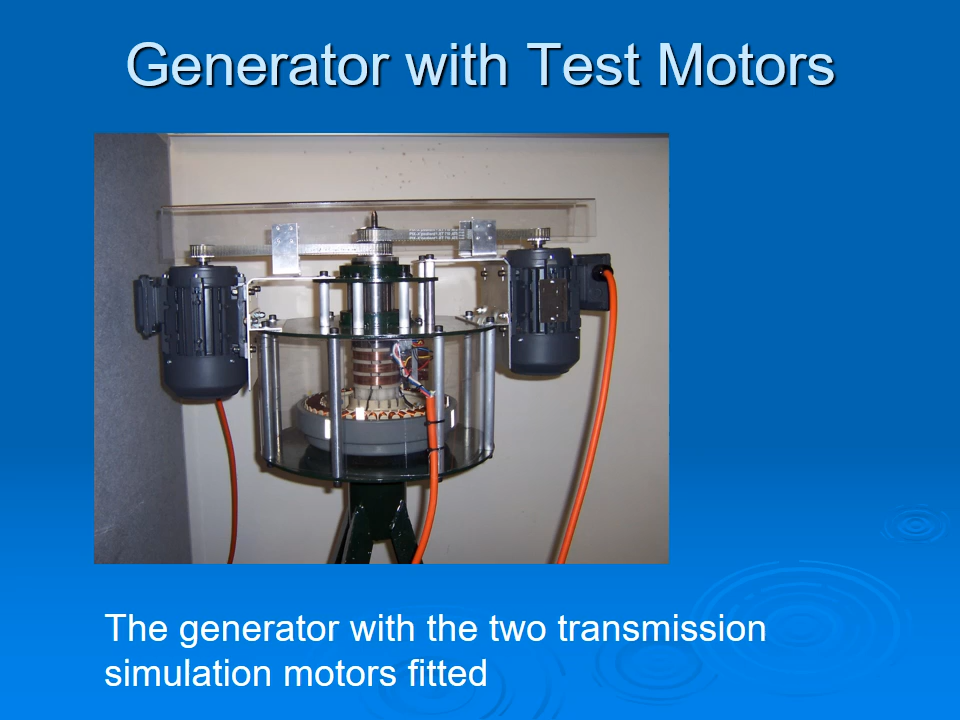 Generator with Test Motors
The generator with the two transmission
simulation motors fitted